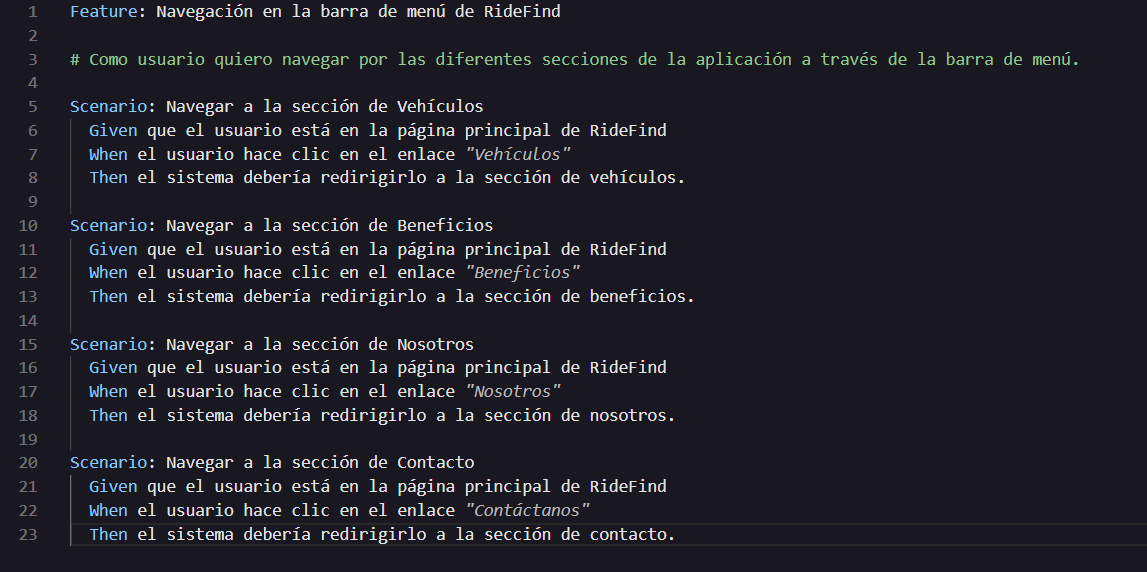 1 Feature: Navegación en la barra de menú de RideFind
2
3 # Como usuario quiero navegar por las diferentes secciones de la aplicación a través de la barra de menú.
4
5 Scenario: Navegar a la sección de Vehículos
6 Given que el usuario está en la página principal de RideFind
7 When el usuario hace clic en el enlace "Vehículos"
8 Then el sistema debería redirigirlo a la sección de vehículos.
9
10 Scenario: Navegar a la sección de Beneficios
11 Given que el usuario está en la página principal de RideFind
12 When el usuario hace clic en el enlace "Beneficios"
13 Then el sistema debería redirigirlo a la sección de beneficios.
14
15 Scenario: Navegar a la sección de Nosotros
16 Given que el usuario está en la página principal de RideFind
17 When el usuario hace clic en el enlace "Nosotros"
18 Then el sistema debería redirigirlo a la sección de nosotros.
19
20 Scenario: Navegar a la sección de Contacto
21 Given que el usuario está en la página principal de RideFind
22 When el usuario hace clic en el enlace "Contáctanos"
23 Then el sistema debería redirigirlo a la sección de contacto.